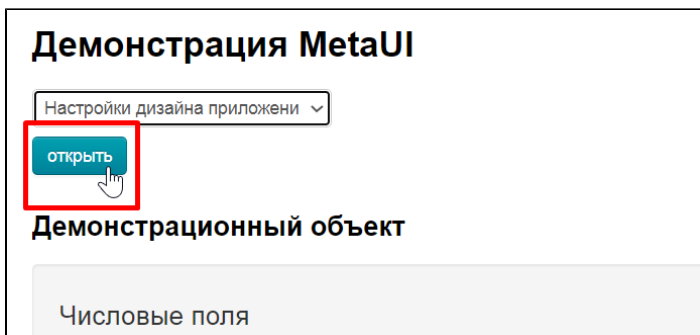 Демонстрация MetaUI
Настройки дизайна приложени
открыть
Демонстрационный объект
Числовые поля